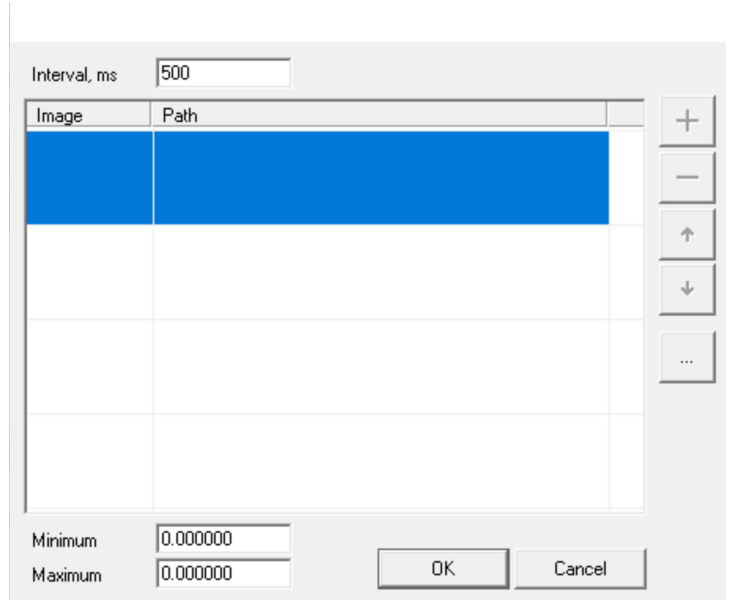 Interval, ms 500
Image Path
...
Minimum 0.000000
Maximum 0.000000
OK Cancel